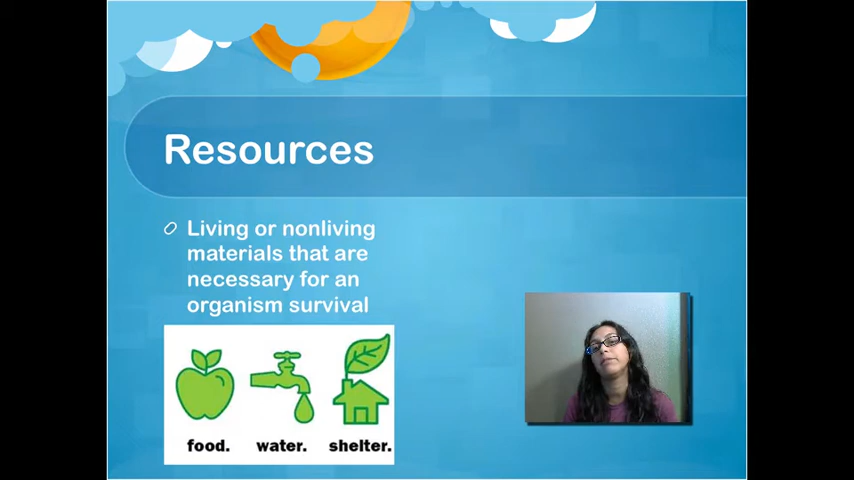 Resources
Living or nonliving
materials that are
necessary for an
organism survival
food. water. shelter.